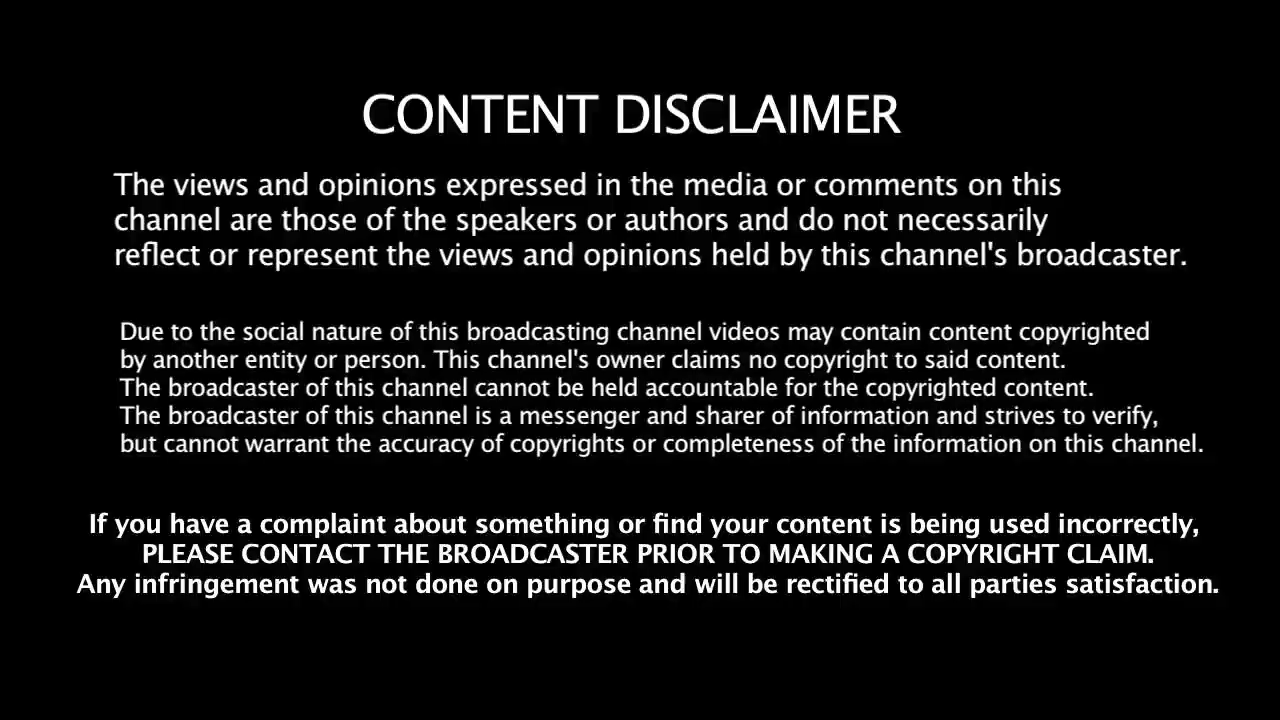 CONTENT DISCLAIMER
The views and opinions expressed in the media or comments on this
channel are those of the speakers or authors and do not necessarily
reflect or represent the views and opinions held by this channel's broadcaster.
Due to the social nature of this broadcasting channel videos may contain content copyrighted
by another entity or person. This channel's owner claims no copyright to said content.
The broadcaster of this channel cannot be held accountable for the copyrighted content.
The broadcaster of this channel is a messenger and sharer of information and strives to verify,
but cannot warrant the accuracy of copyrights or completeness of the information on this channel.
If you have a complaint about something or find your content is being used incorrectly,
PLEASE CONTACT THE BROADCASTER PRIOR TO MAKING A COPYRIGHT CLAIM.
Any infringement was not done on purpose and will be rectified to all parties satisfaction.